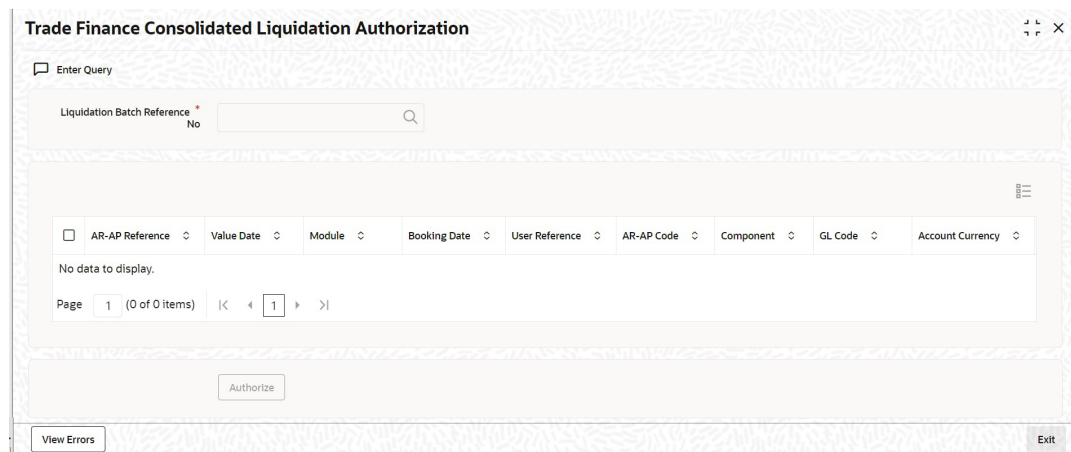 Trade Finance Consolidated Liquidation Authorization
Enter Query
Liquidation Batch Reference *
No
AR-AP Reference Value Date Module Booking Date User Reference AR-AP Code Component GL Code Account Currency
No data to display.
Page 1 (0 of 0 items) 1
Authorize
View Errors Exit